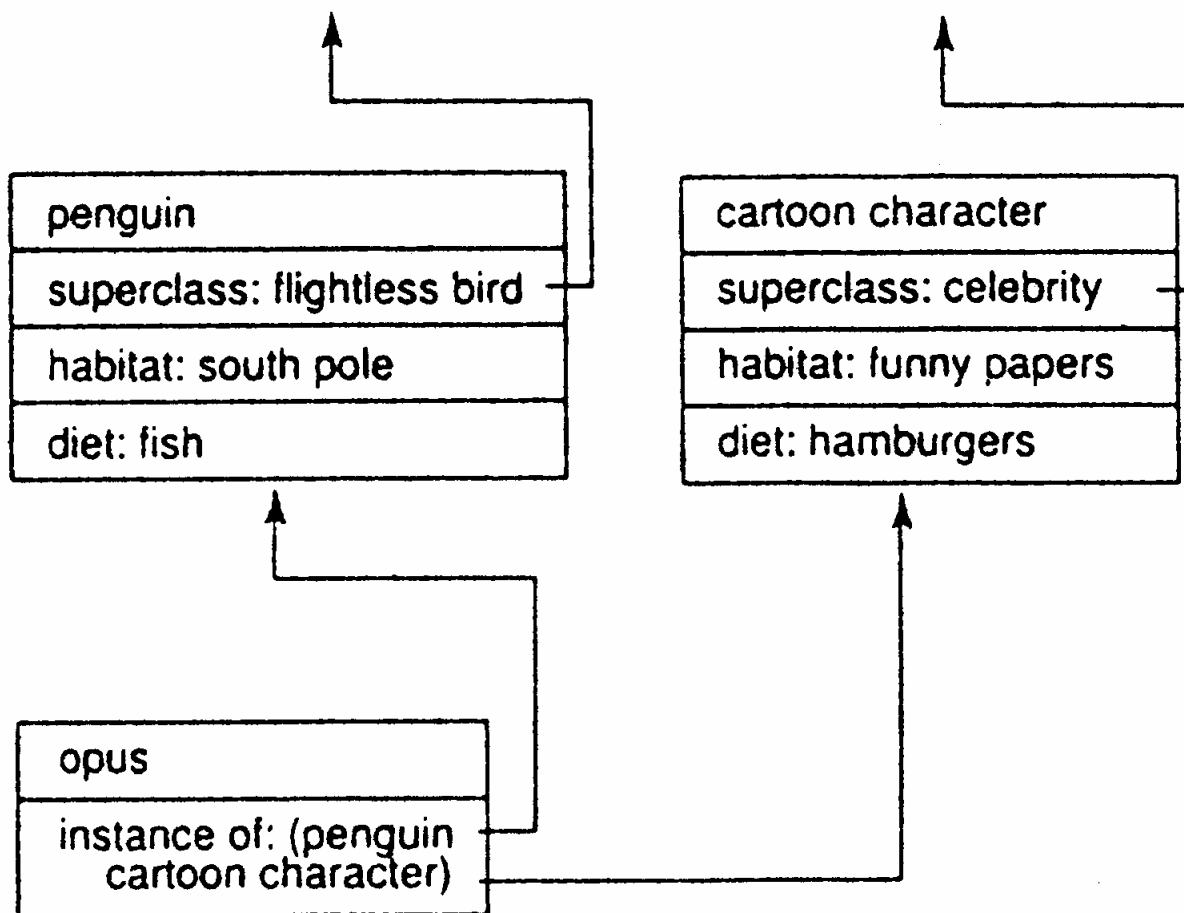 penguin
superclass: flightless bird
habitat: south pole
diet: fish
cartoon character
superclass: celebrity
habitat: funny papers
diet: hamburgers
opus
instance of: (penguin
cartoon character)